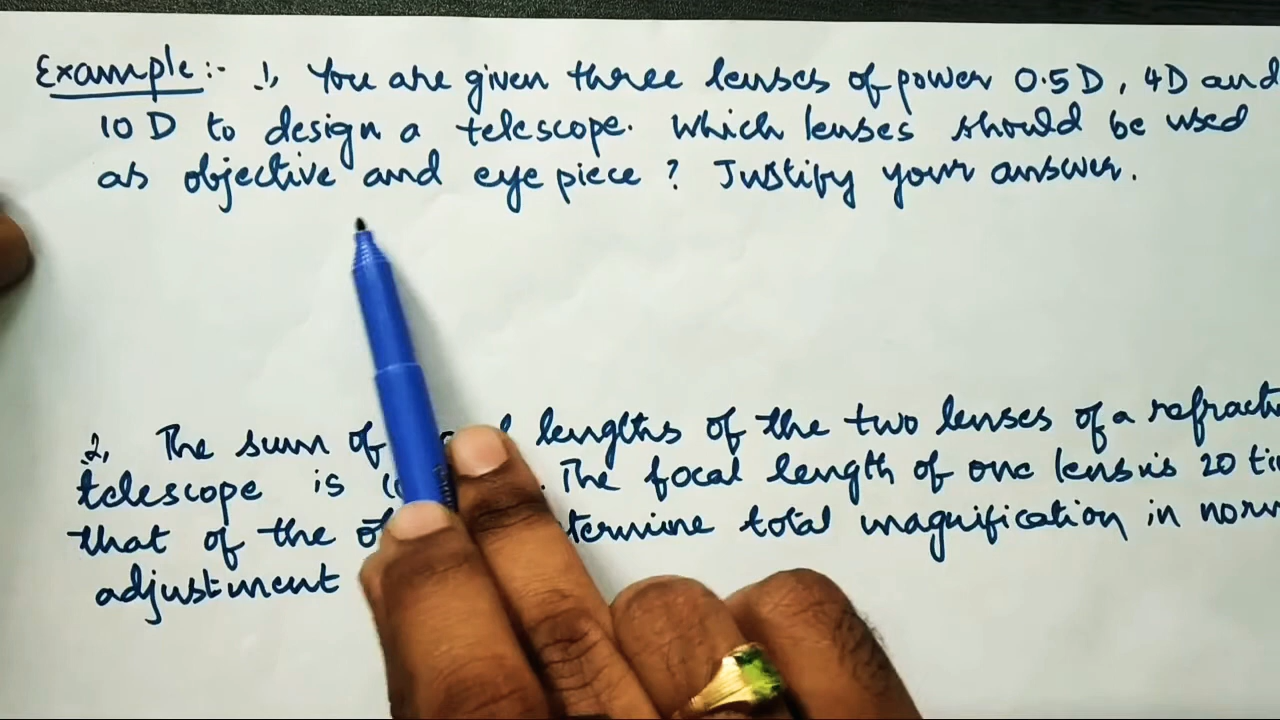 Example:- 1, You are given three lenses of power 0.5D, 4D and
10 D to design a telescope. Which lenses should be used
as objective and eye piece? Justify your answer.
2, The sum of lengths of the two lenses of a refracti
telescope is . The focal length of one lens is 20 ti
that of the total magnification in norm
adjustment